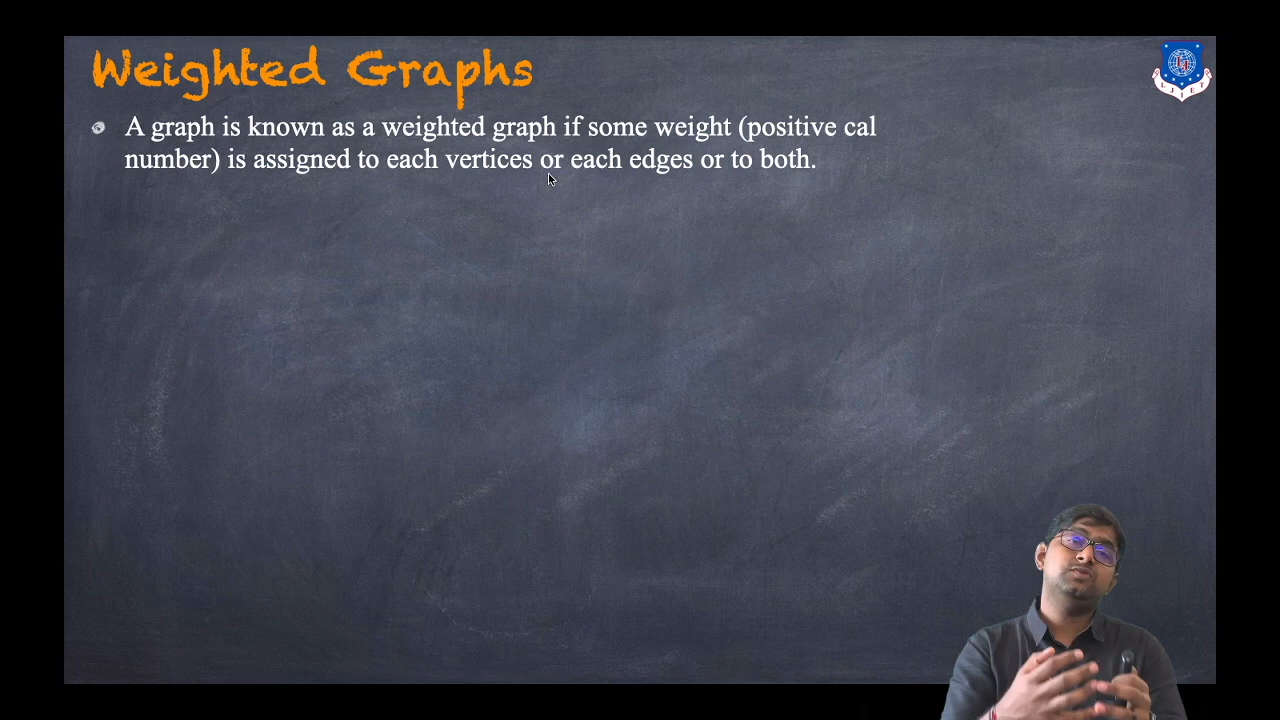 Weighted Graphs
A graph is known as a weighted graph if some weight (positive cal
number) is assigned to each vertices or each edges or to both.
LJIET